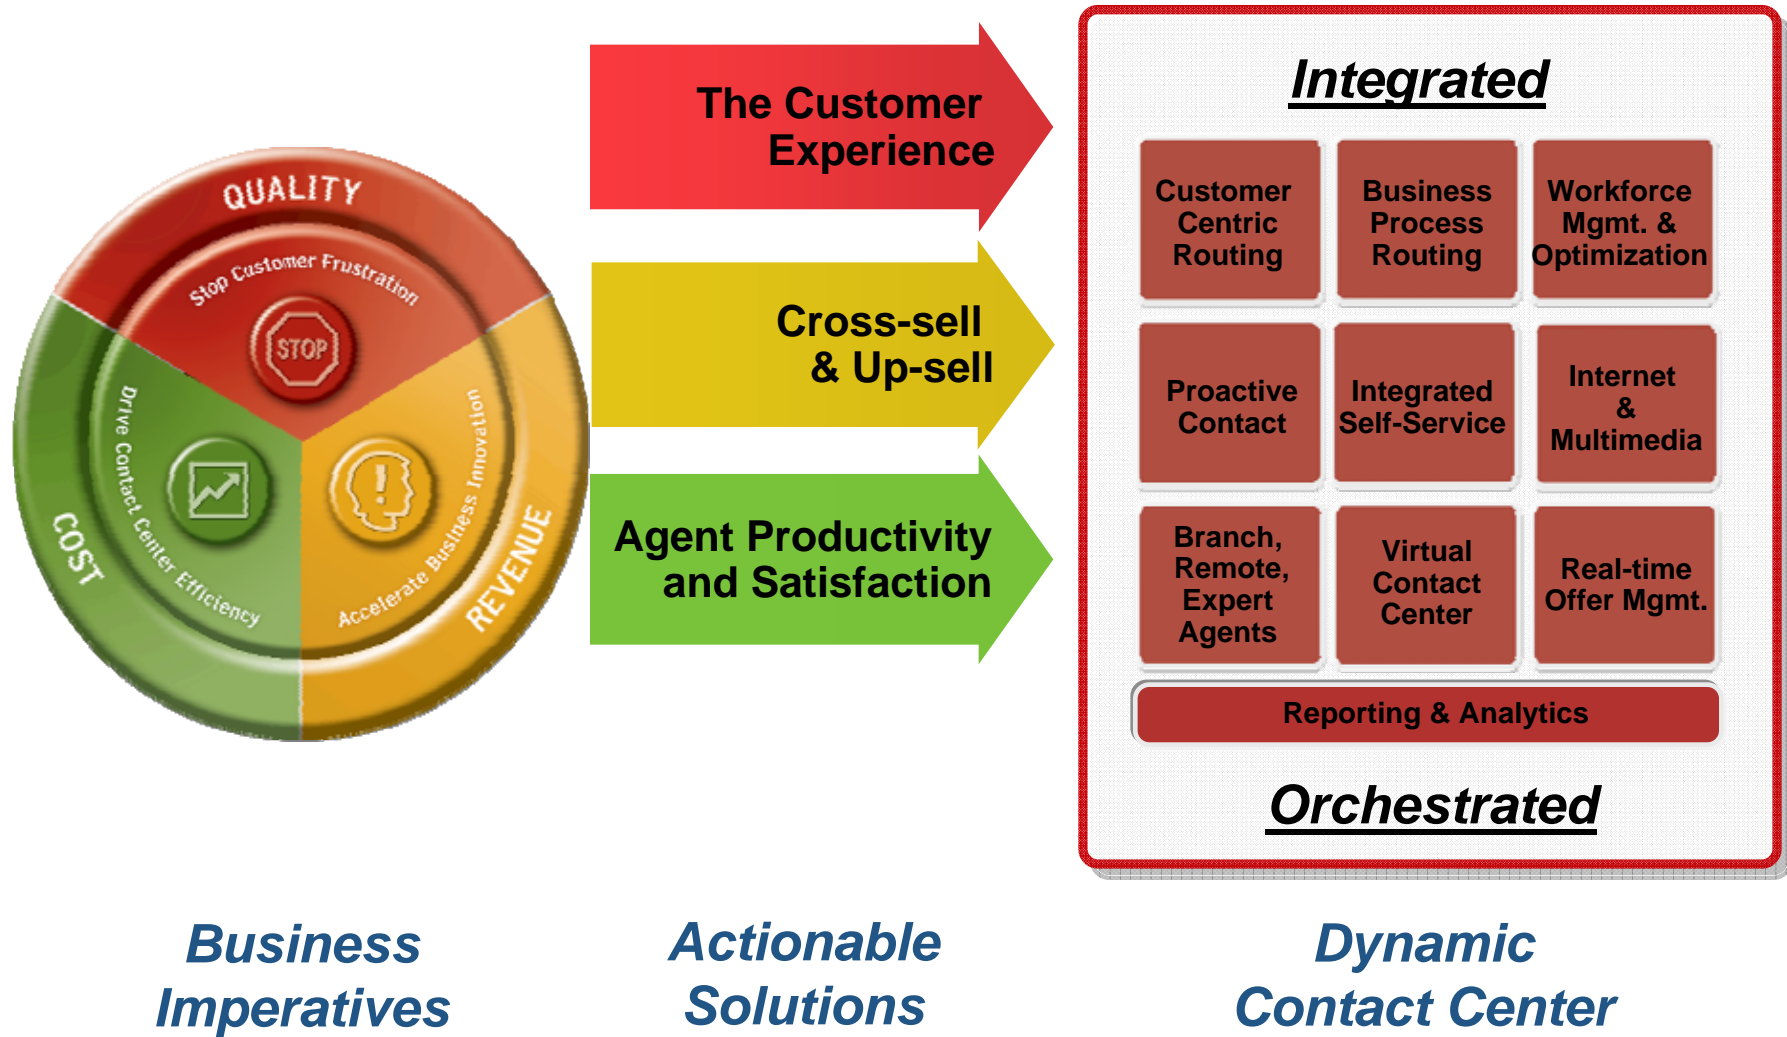 QUALITY
Stop Customer Frustration
STOP
COST
Drive Contact Center Efficiency
REVENUE
Accelerate Business Innovation
!
The Customer
Experience
Cross-sell
& Up-sell
Agent Productivity
and Satisfaction
Integrated
Customer
Centric
Routing
Business
Process
Routing
Workforce
Mgmt. &
Optimization
Proactive
Contact
Integrated
Self-Service
Internet
&
Multimedia
Branch,
Remote,
Expert
Agents
Virtual
Contact
Center
Real-time
Offer Mgmt.
Reporting & Analytics
Orchestrated
Business
Imperatives
Actionable
Solutions
Dynamic
Contact Center